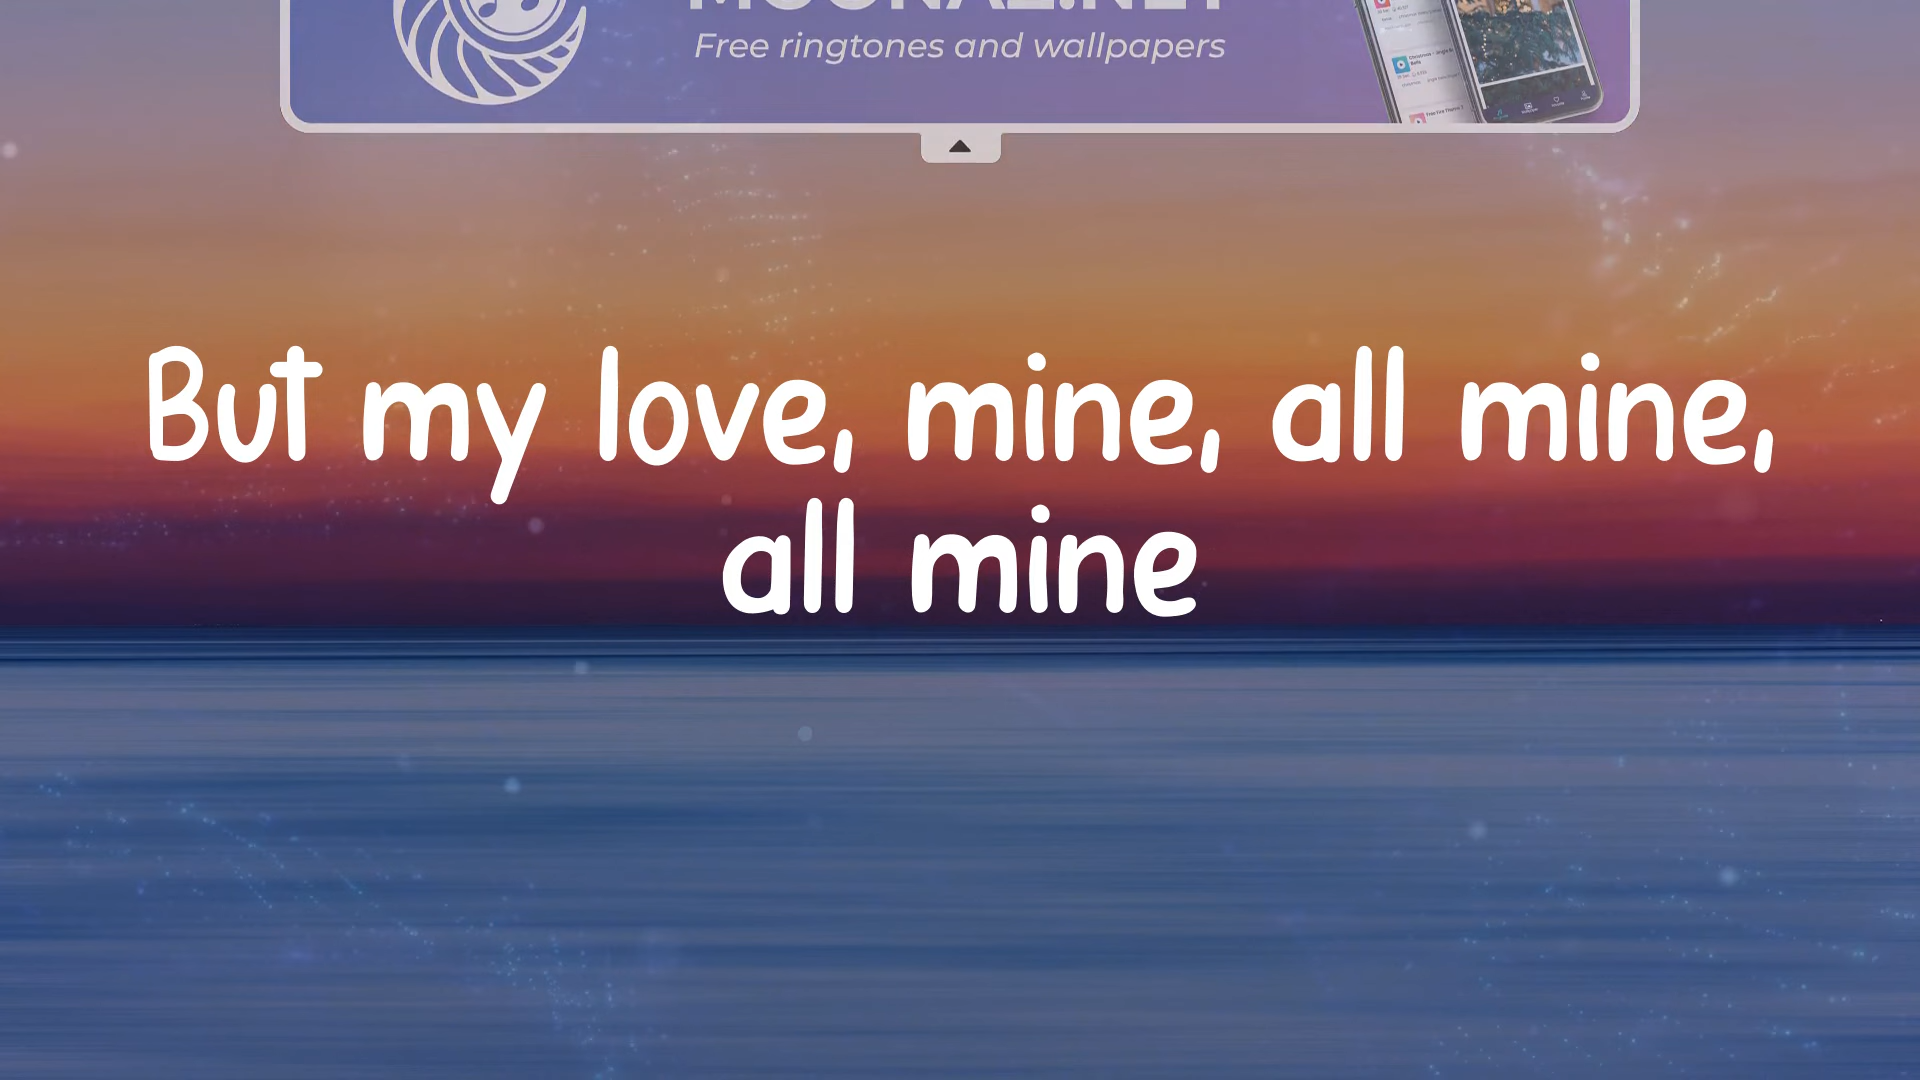 Free ringtones and wallpapers
But my love, mine, all mine,
all mine